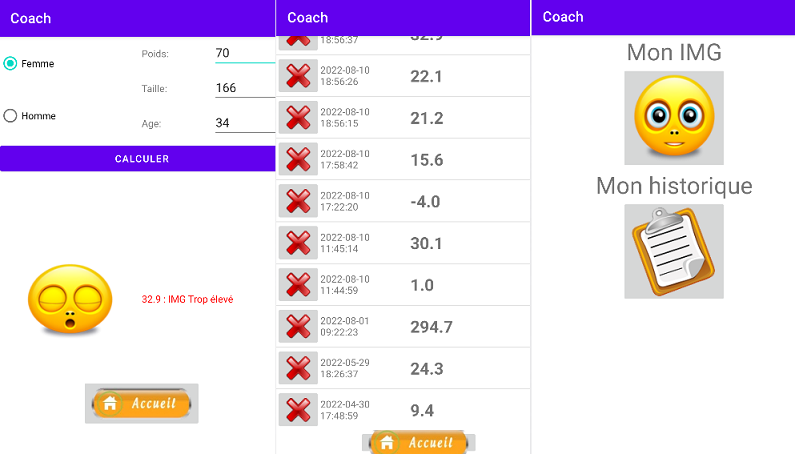 Coach
Femme
Homme
Poids:
70
Taille:
166
Age:
34
CALCULER
32.9 : IMG Trop élevé
Accueil
Coach
18:56:37
32.9
2022-08-10
18:56:26
22.1
2022-08-10
18:56:15
21.2
2022-08-10
17:58:42
15.6
2022-08-10
17:22:20
-4.0
2022-08-10
11:45:14
30.1
2022-08-10
11:44:59
1.0
2022-08-01
09:22:23
294.7
2022-05-29
18:26:37
24.3
2022-04-30
17:48:59
9.4
Accueil
Coach
Mon IMG
Mon historique